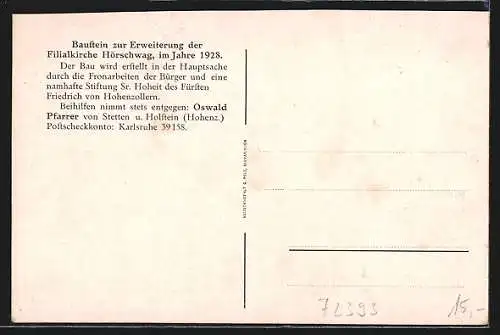 Baustein zur Erweiterung der
Filialkirche Hörschwag, im Jahre 1928.
Der Bau wird erstellt in der Hauptsache
durch die Fronarbeiten der Bürger und eine
namhafte Stiftung Sr. Hoheit des Fürsten
Friedrich von Hohenzollern.
Beihilfen nimmt stets entgegen: Oswald
Pfarrer von Stetten u. Holstein (Hohenz.)
Postscheckkonto: Karlsruhe 39158.
72393
15,-